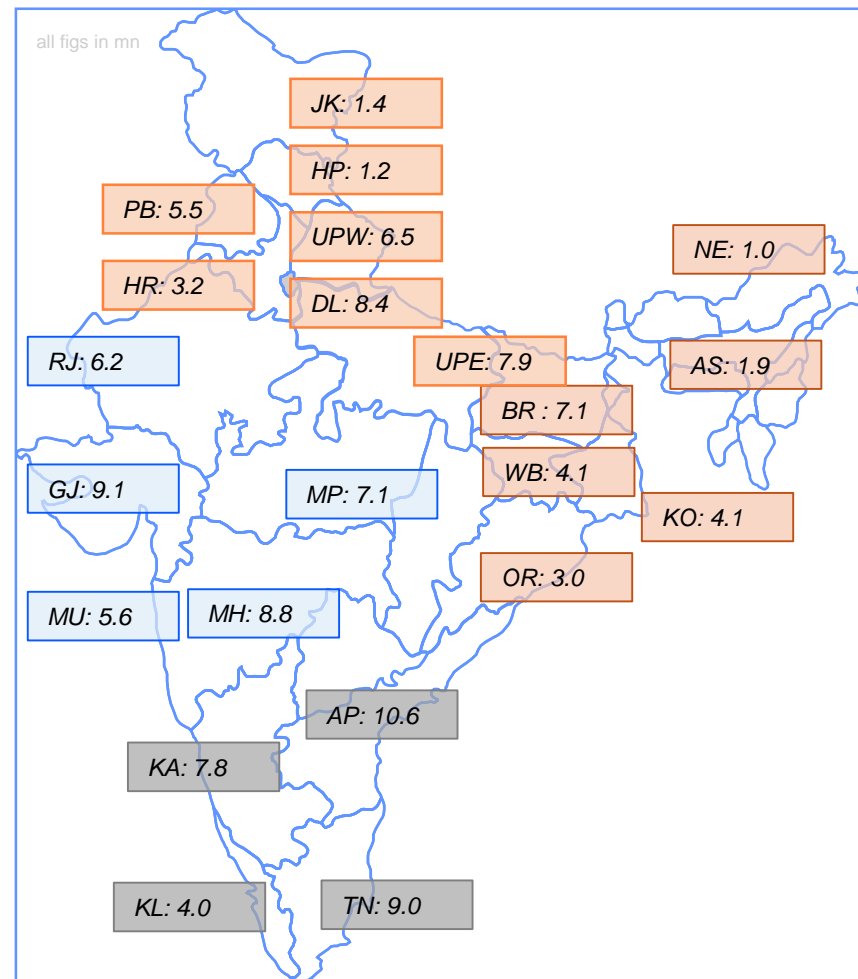 all figs in mn
JK: 1.4
HP: 1.2
PB: 5.5
UPW: 6.5
NE: 1.0
HR: 3.2
DL: 8.4
RJ: 6.2
UPE: 7.9
AS: 1.9
BR : 7.1
WB: 4.1
GJ: 9.1
MP: 7.1
KO: 4.1
OR: 3.0
MU: 5.6
MH: 8.8
AP: 10.6
KA: 7.8
KL: 4.0
TN: 9.0